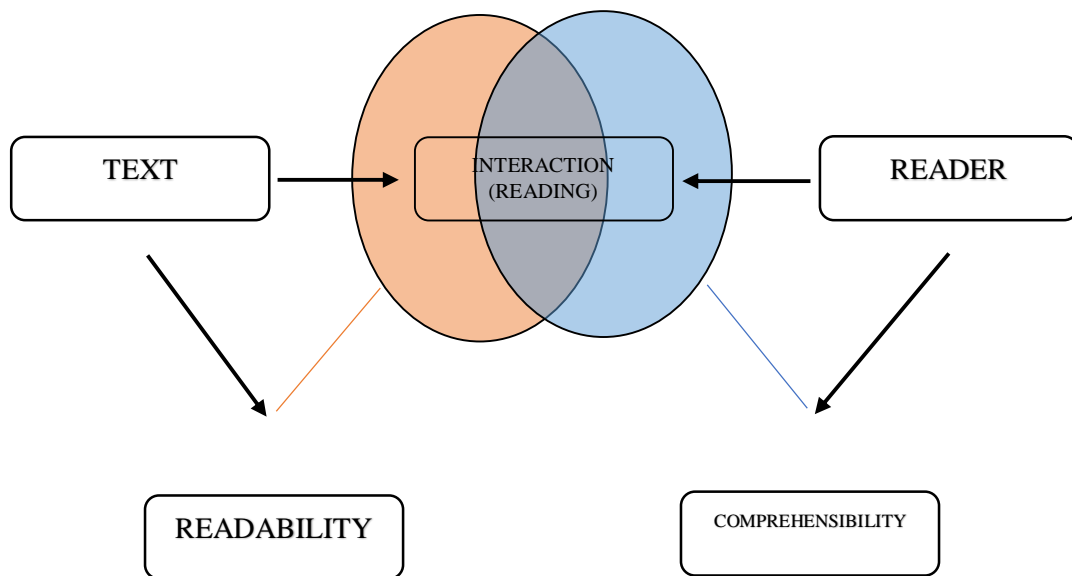 TEXT
INTERACTION
(READING)
READER
READABILITY
COMPREHENSIBILITY